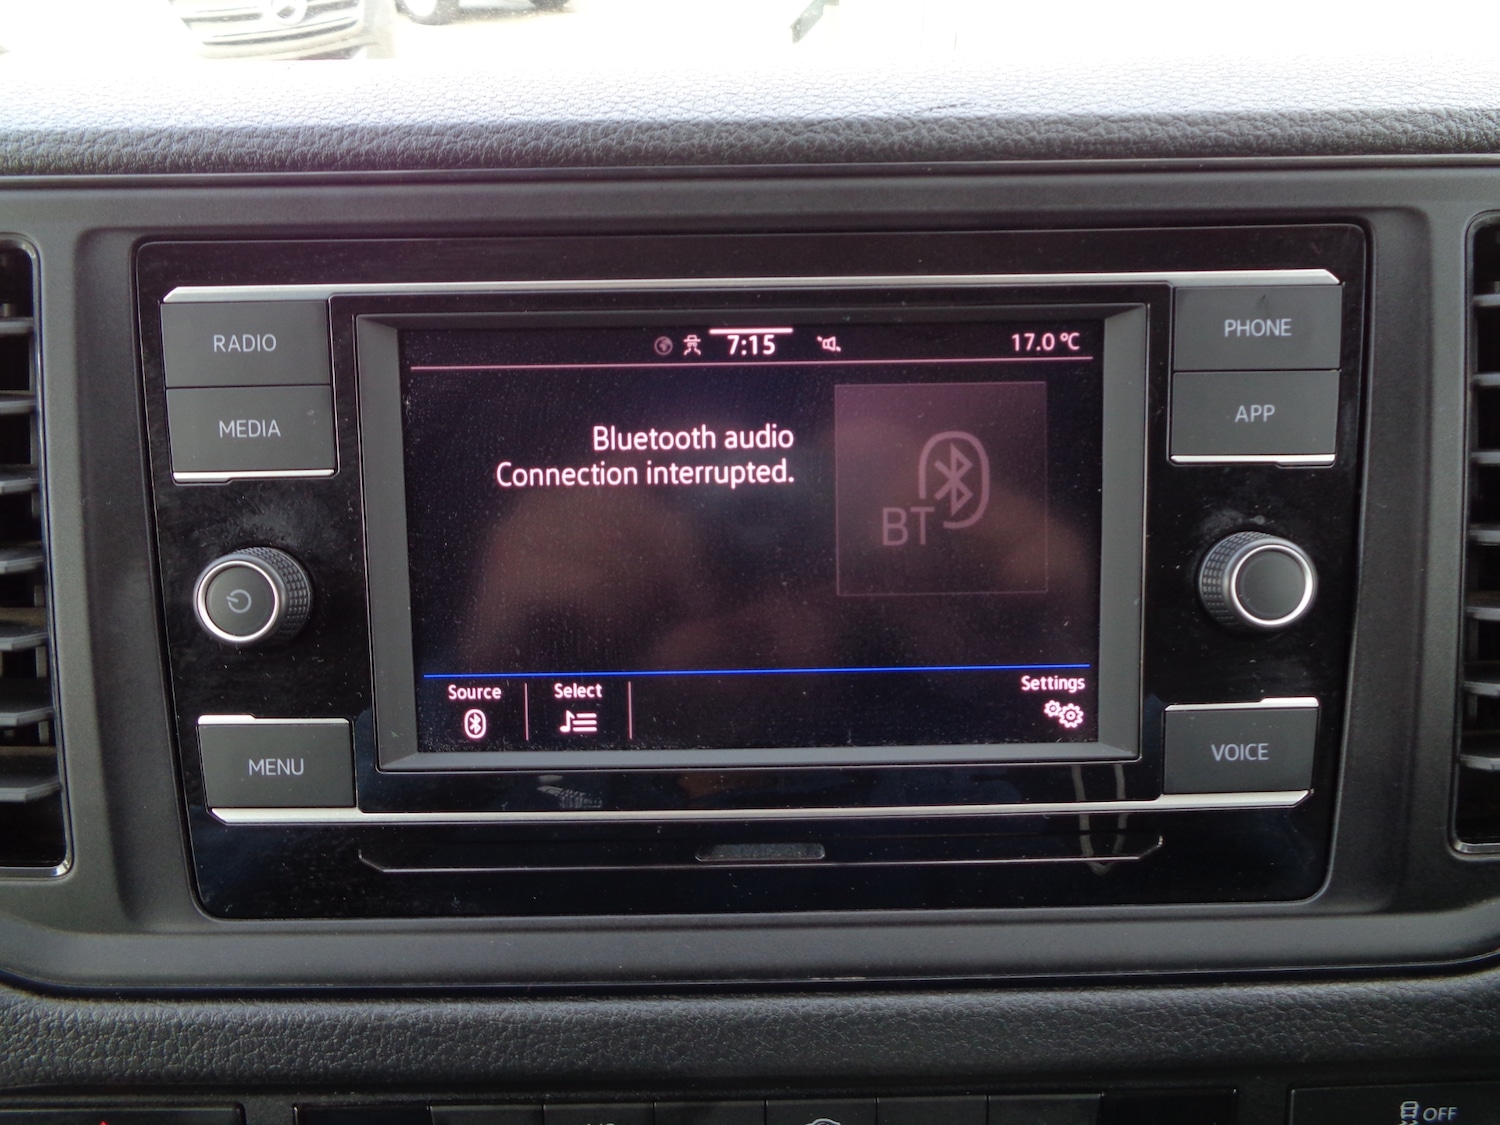 7:15
17.0 °C
RADIO
PHONE
MEDIA
APP
Bluetooth audio
Connection interrupted.
BT
Source
Select
Settings
MENU
VOICE
OFF